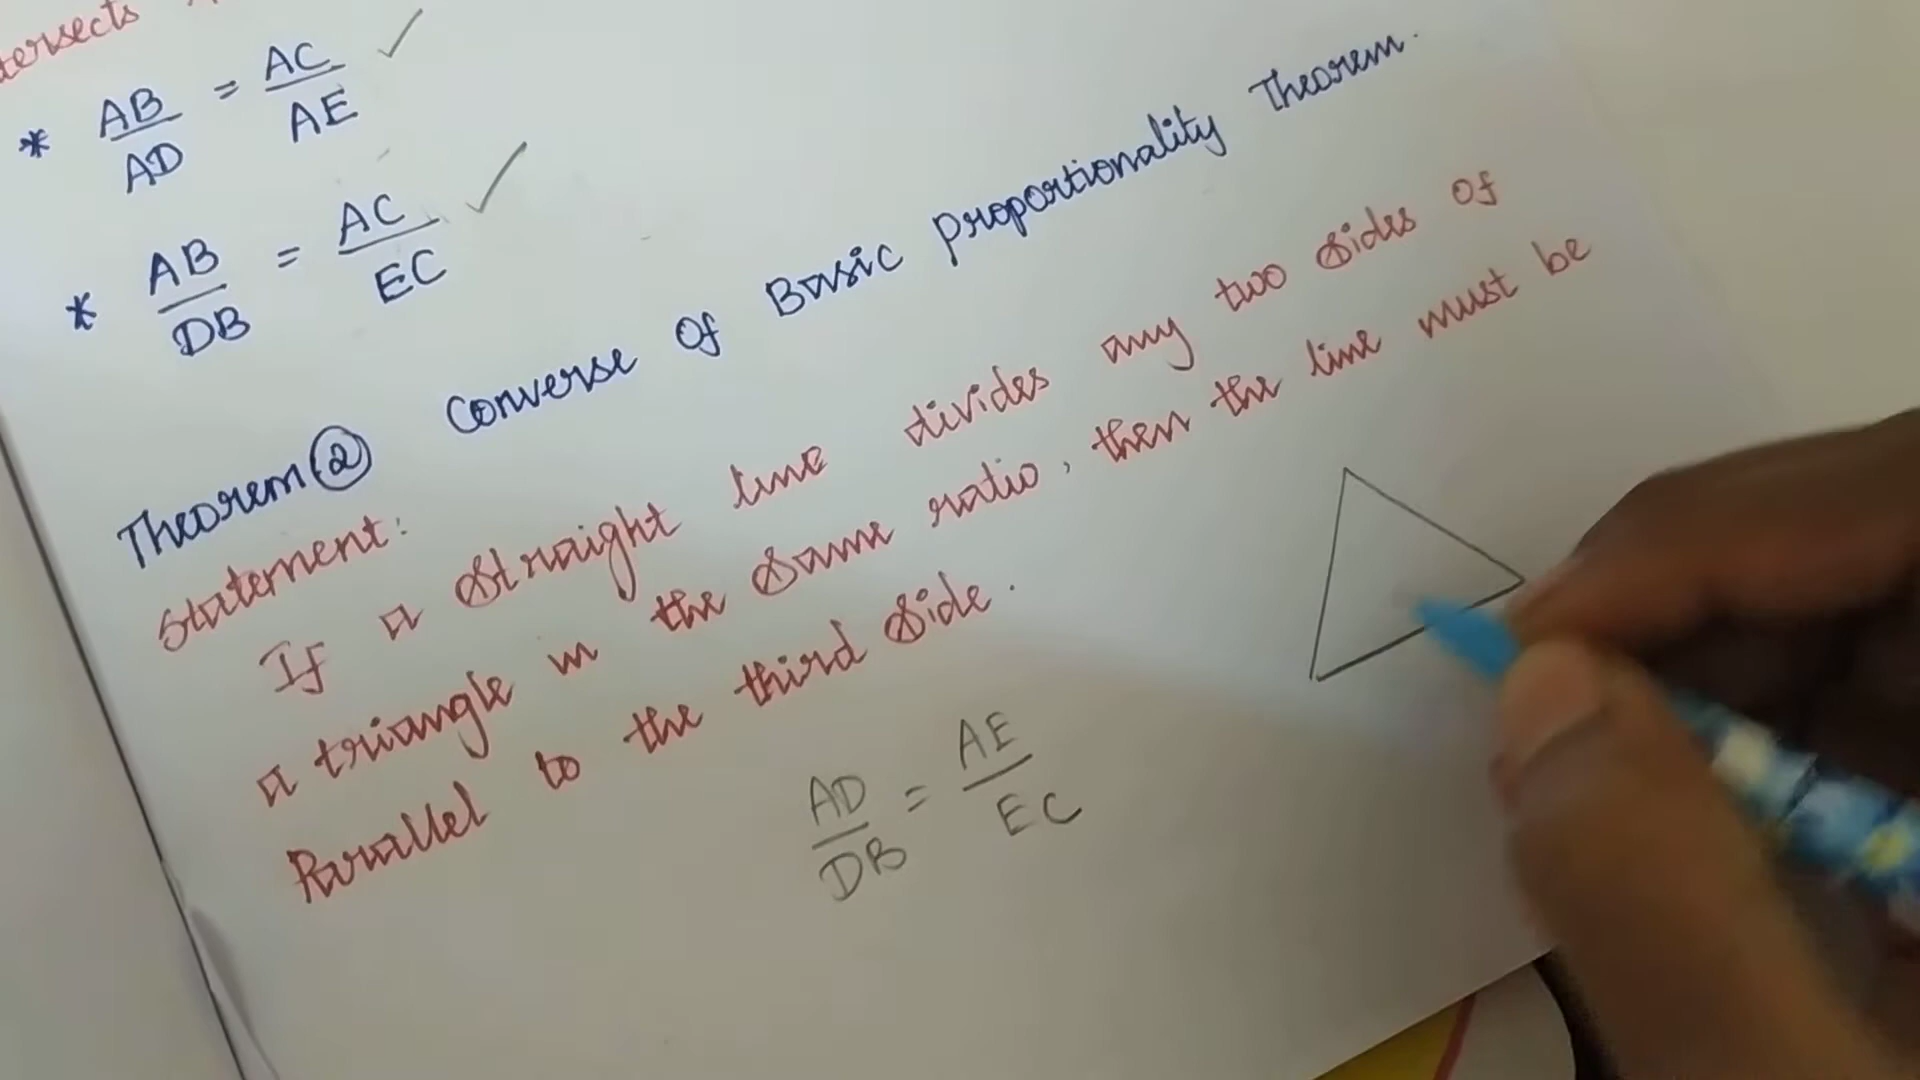 tersects
* AB/AD = AC/AE ✓
* AB/DB = AC/EC ✓
Theorem ② Converse of Basic proportionality Theorem.
Statement:
If a straight line divides any two sides of
a triangle in the same ratio, then the line must be
Parallel to the third side.
AD/DB = AE/EC